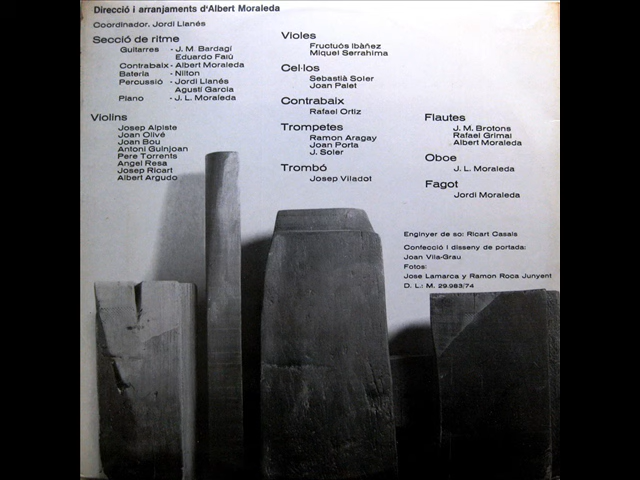 Direcció i arranjaments d'Albert Moraleda
Coordinador, Jordi Llanés
Secció de ritme
Guitarres - J. M. Bardagí
Eduardo Faiú
Contrabaix - Albert Moraleda
Bateria - Nilton
Percussió - Jordi Llanés
Agustí Garcia
Piano - J. L. Moraleda
Violins
Josep Alpiste
Joan Olivé
Joan Bou
Antoni Guinjoan
Pere Torrents
Angel Resa
Josep Ricart
Albert Argudo
Violes
Fructuós Ibàñez
Miquel Serrahima
Cel·los
Sebastià Soler
Joan Palet
Contrabaix
Rafael Ortiz
Trompetes
Ramon Aragay
Joan Porta
J. Soler
Trombó
Josep Viladot
Flautes
J. M. Brotons
Rafael Grimal
Albert Moraleda
Oboe
J. L. Moraleda
Fagot
Jordi Moraleda
Enginyer de so: Ricart Casals
Confecció i disseny de portada:
Joan Vila-Grau
Fotos:
Jose Lamarca y Ramon Roca Junyent
D. L.: M. 29.983/74